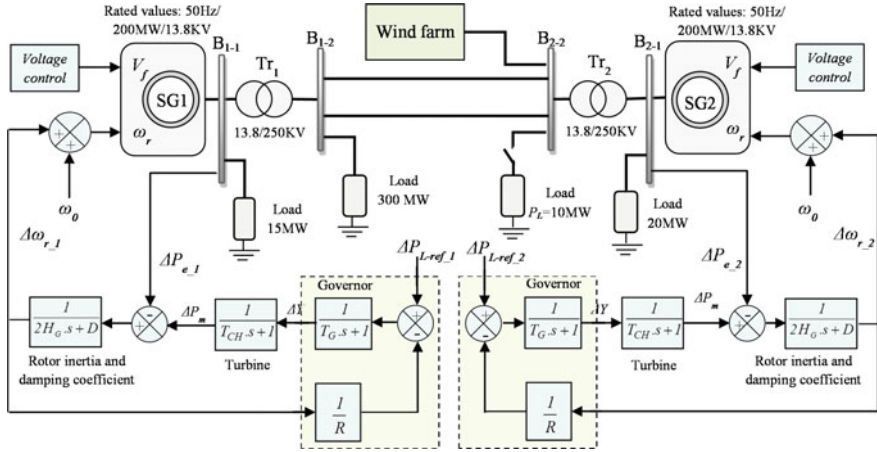 Rated values: 50Hz/
200MW/13.8KV
Rated values: 50Hz/
200MW/13.8KV
Wind farm
B1-1
B1-2
B2-2
B2-1
Voltage
control
Vf
SG1
ωr
Tr1
13.8/250KV
Tr2
13.8/250KV
Vf
SG2
ωr
Voltage
control
+
+
ω0
+
+
ω0
Load
15MW
Load
300 MW
Load
PL=10MW
Load
20MW
Δωr_1
ΔPe_1
ΔPL-ref_1
ΔPL-ref_2
ΔPe_2
Δωr_2
1
2HG.s+D
Rotor inertia and
damping coefficient
-
+
ΔPm
1
TCH.s+1
Turbine
ΔY
Governor
1
TG.s+1
+
-
1
R
+
-
Governor
1
TG.s+1
1
R
ΔY
1
TCH.s+1
Turbine
ΔPm
-
+
1
2HG.s+D
Rotor inertia and
damping coefficient